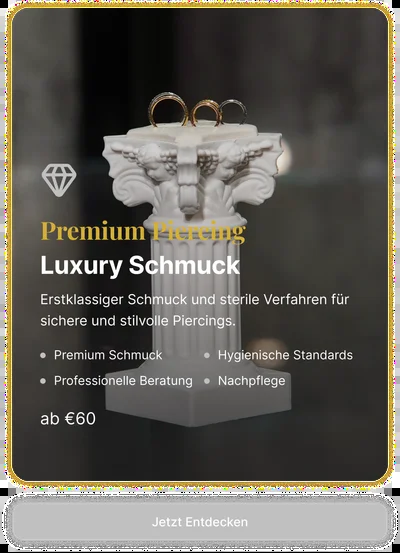 Premium Piercing
Luxury Schmuck
Erstklassiger Schmuck und sterile Verfahren für
sichere und stilvolle Piercings.
Premium Schmuck
Hygienische Standards
Professionelle Beratung
Nachpflege
ab €60
Jetzt Entdecken